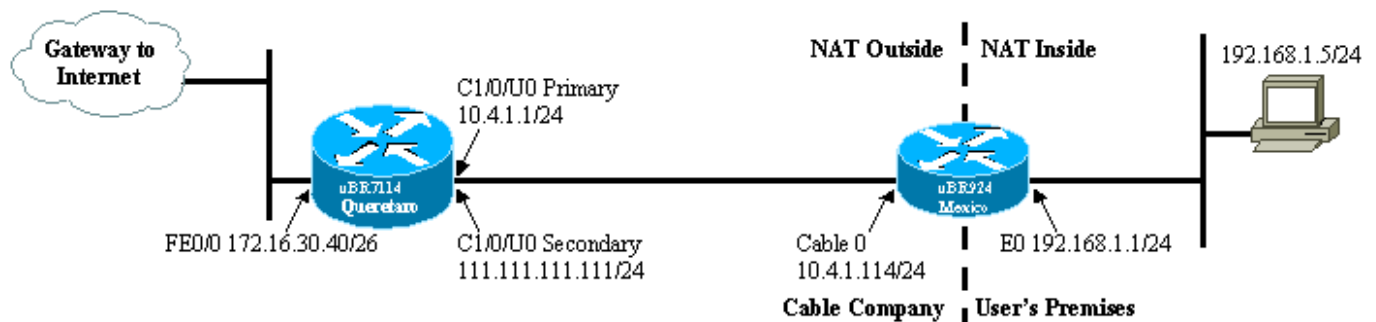 Gateway to
Internet
C1/0/U0 Primary
10.4.1.1/24
NAT Outside
NAT Inside
192.168.1.5/24
uBR7114
Queretaro
uBR924
Mexico
FE0/0 172.16.30.40/26
C1/0/U0 Secondary
111.111.111.111/24
Cable 0
10.4.1.114/24
E0 192.168.1.1/24
Cable Company
User's Premises